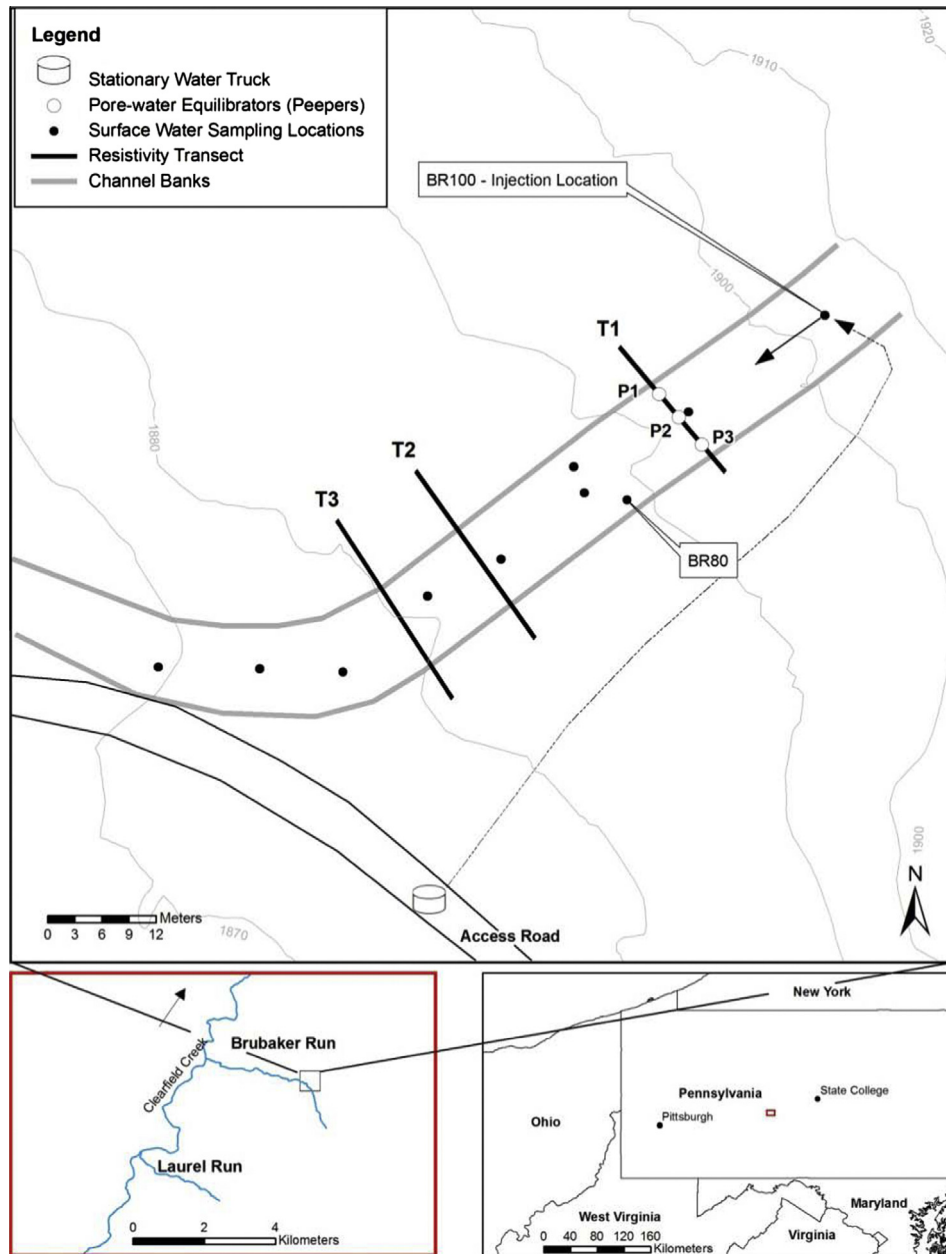 Legend
Stationary Water Truck
Pore-water Equilibrators (Peepers)
Surface Water Sampling Locations
Resistivity Transect
Channel Banks
1920
1910
BR100 - Injection Location
1900
T1
P1
P2
P3
1880
T2
T3
BR80
1900
N
Meters
0 3 6 9 12
1870
Access Road
Brubaker Run
Clearfield Creek
Laurel Run
0 2 4
Kilometers
New York
Pennsylvania
State College
Pittsburgh
Ohio
West Virginia
Maryland
Virginia
0 40 80 120 160
Kilometers